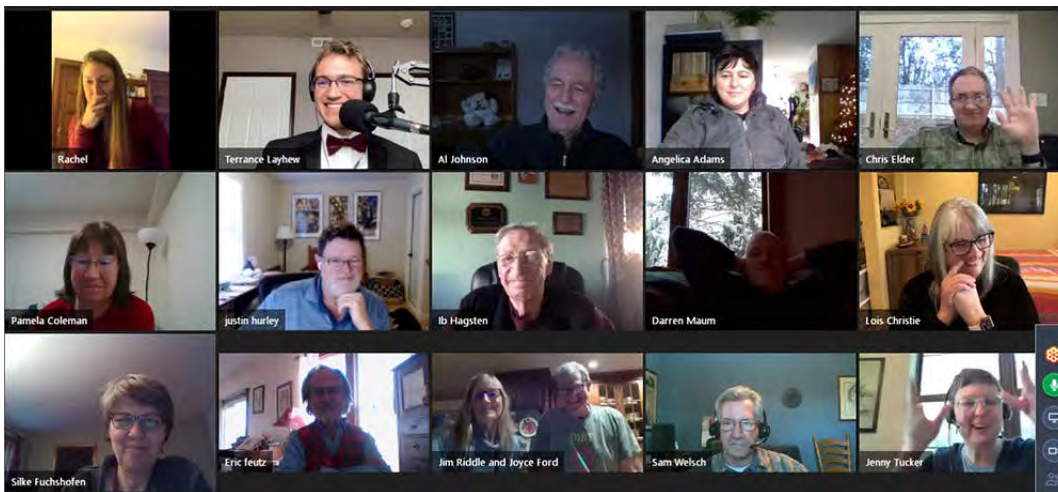 Rachel
Terrance Layhew
Al Johnson
Angelica Adams
Chris Elder
Pamela Coleman
justin hurley
Ib Hagsten
Darren Maum
Lois Christie
Silke Fuchshofen
Eric feutz
Jim Riddle and Joyce Ford
Sam Welsch
Jenny Tucker